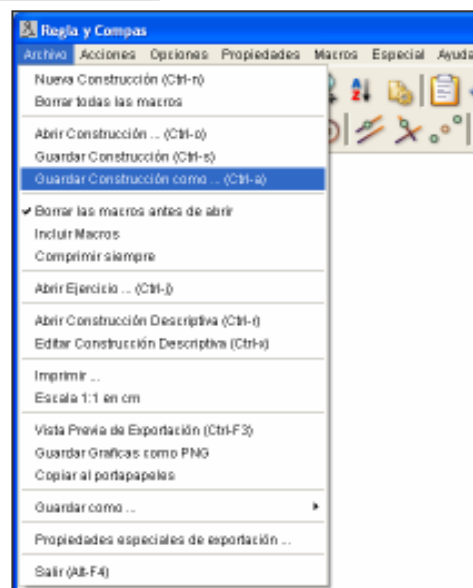 Regla y Compas
Archivo Acciones Opciones Propiedades Macros Especial Ayuda
Nueva Construcción (Ctrl-n)
Borrar todas las macros
Abrir Construcción ... (Ctrl-o)
Guardar Construcción (Ctrl-s)
Guardar Construcción como ... (Ctrl-a)
Borrar las macros antes de abrir
Incluir Macros
Comprimir siempre
Abrir Ejercicio ... (Ctrl-j)
Abrir Construcción Descriptiva (Ctrl-r)
Editar Construcción Descriptiva (Ctrl-x)
Imprimir ...
Escala 1:1 en cm
Vista Previa de Exportación (Ctrl-F3)
Guardar Graficas como PNG
Copiar al portapapeles
Guardar como ...
Propiedades especiales de exportación ...
Salir (Alt-F4)